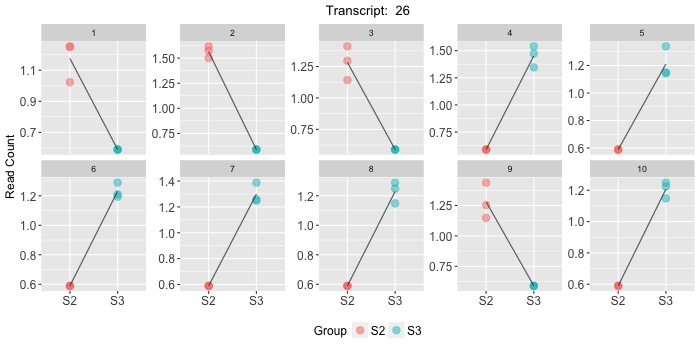 Transcript:  26
1 2 3 4 5
1.1 0.9 0.7
1.50 1.25 1.00 0.75
1.25 1.00 0.75
1.50 1.25 1.00 0.75
1.2 1.0 0.8 0.6
Read Count
6 7 8 9 10
1.2 1.0 0.8 0.6
1.4 1.2 1.0 0.8 0.6
1.2 1.0 0.8 0.6
1.25 1.00 0.75
1.2 1.0 0.8 0.6
S2 S3 S2 S3 S2 S3 S2 S3 S2 S3
Group S2 S3